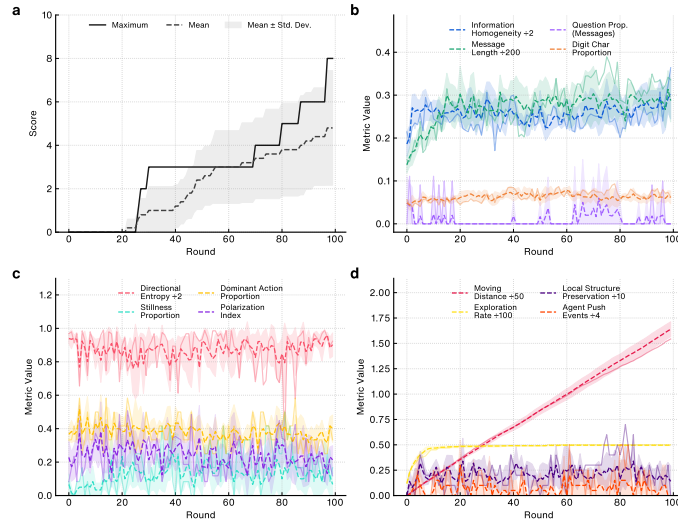 a
Maximum
Mean
Mean ± Std. Dev.
10
8
6
4
2
0
Score
0
20
40
60
80
100
Round
b
Information
Homogeneity ÷2
Message
Length ÷200
Question Prop.
(Messages)
Digit Char
Proportion
0.4
0.3
0.2
0.1
0.0
Metric Value
0
20
40
60
80
100
Round
c
Directional
Entropy ÷2
Stillness
Proportion
Dominant Action
Proportion
Polarization
Index
1.2
1.0
0.8
0.6
0.4
0.2
0.0
Metric Value
0
20
40
60
80
100
Round
d
Moving
Distance ÷50
Exploration
Rate ÷100
Local Structure
Preservation ÷10
Agent Push
Events ÷4
2.00
1.75
1.50
1.25
1.00
0.75
0.50
0.25
0.00
Metric Value
0
20
40
60
80
100
Round